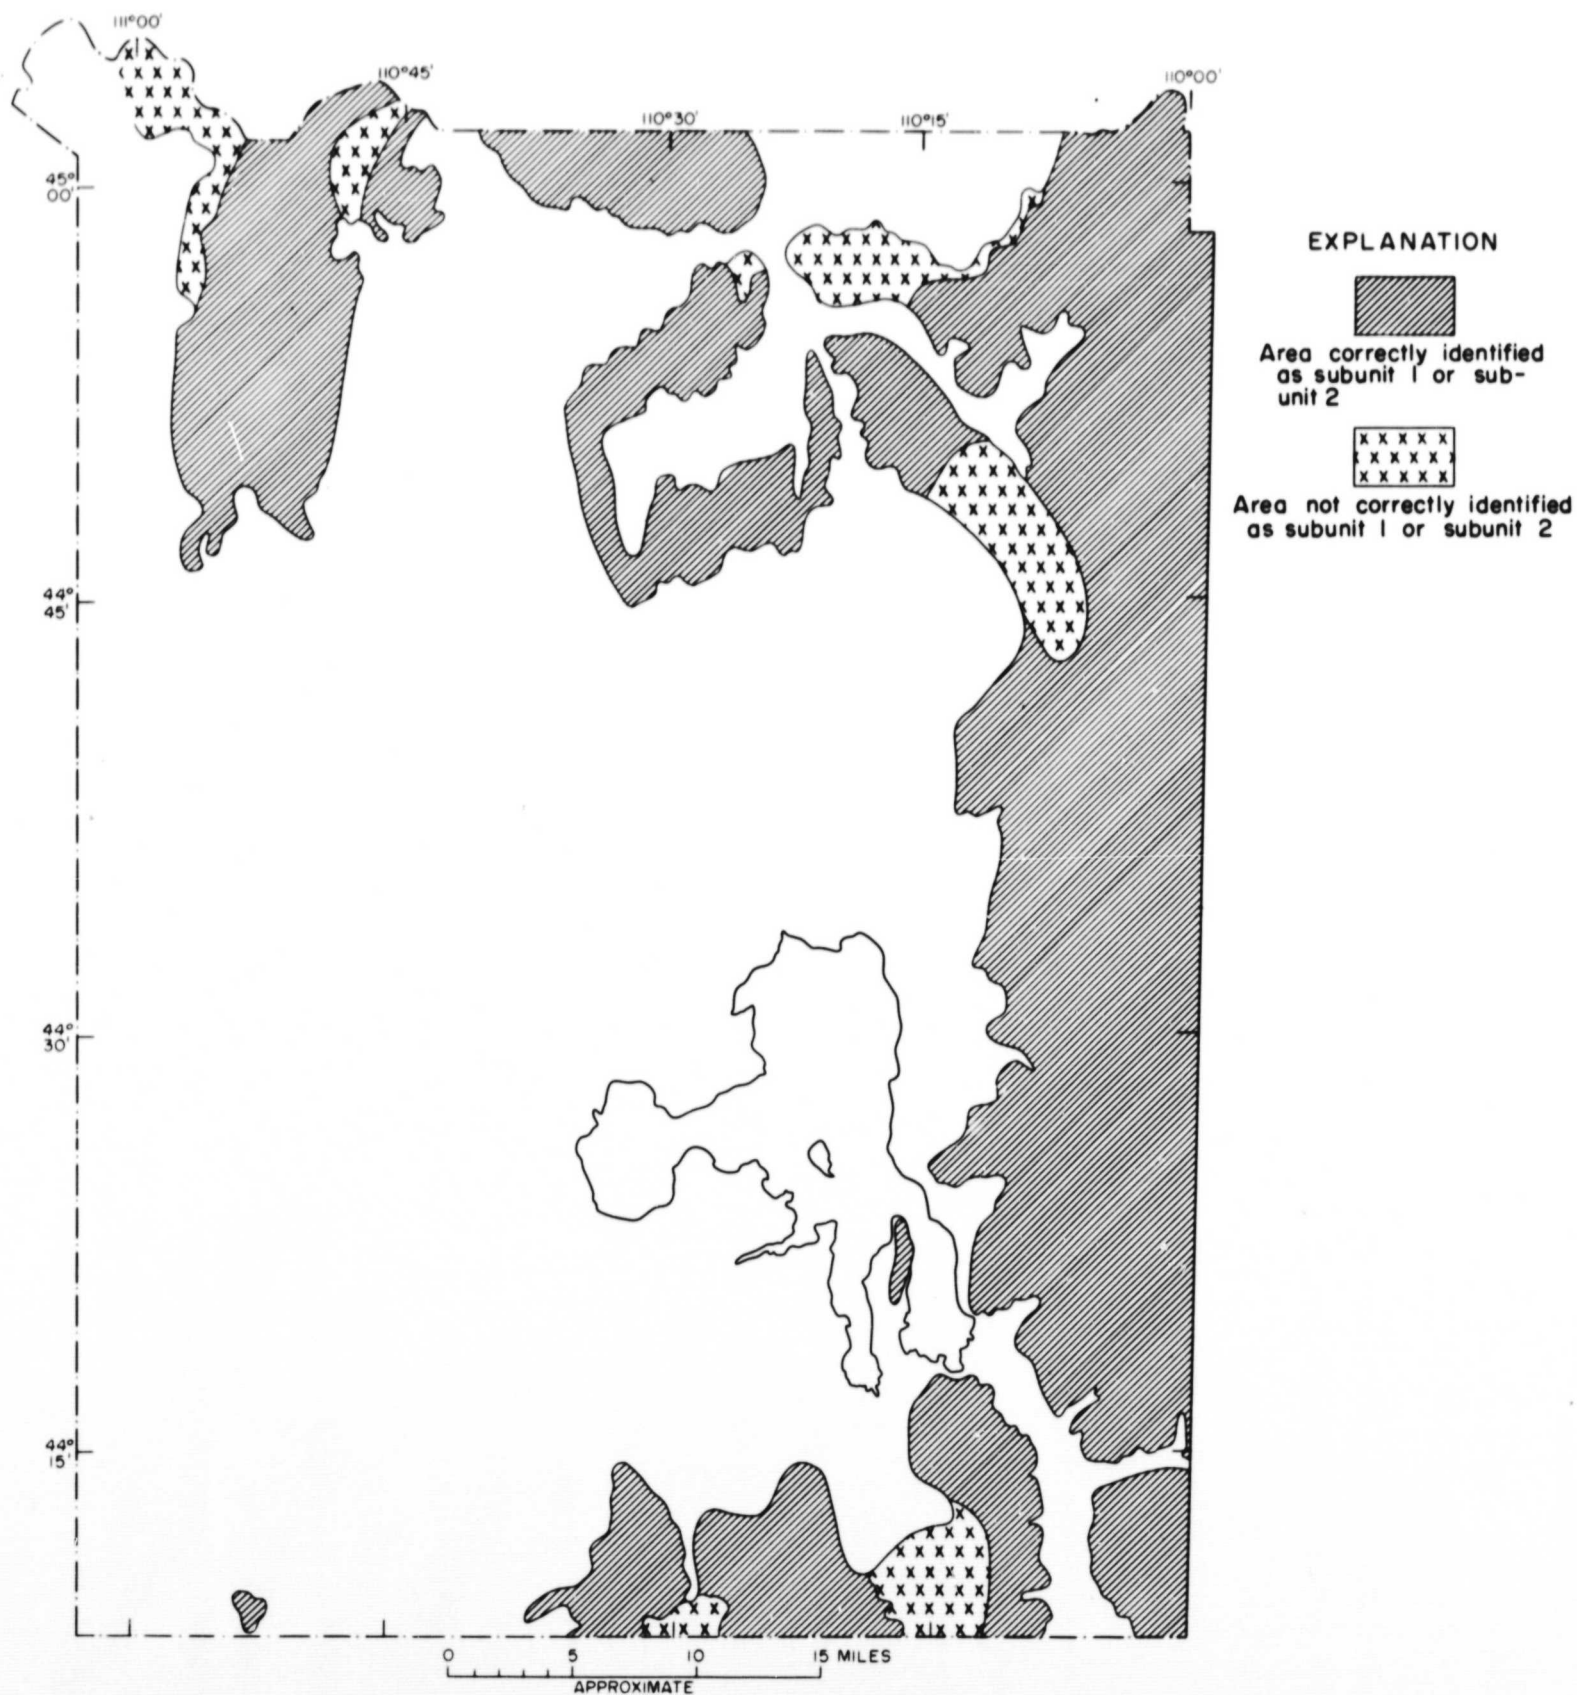 111°00'
110°45'
110°00'
110°30'
110°15'
45°
00'
EXPLANATION
Area correctly identified
as subunit 1 or sub-
unit 2
Area not correctly identified
as subunit 1 or subunit 2
44°
45'
44°
30'
44°
15'
0 5 10 15 MILES
APPROXIMATE